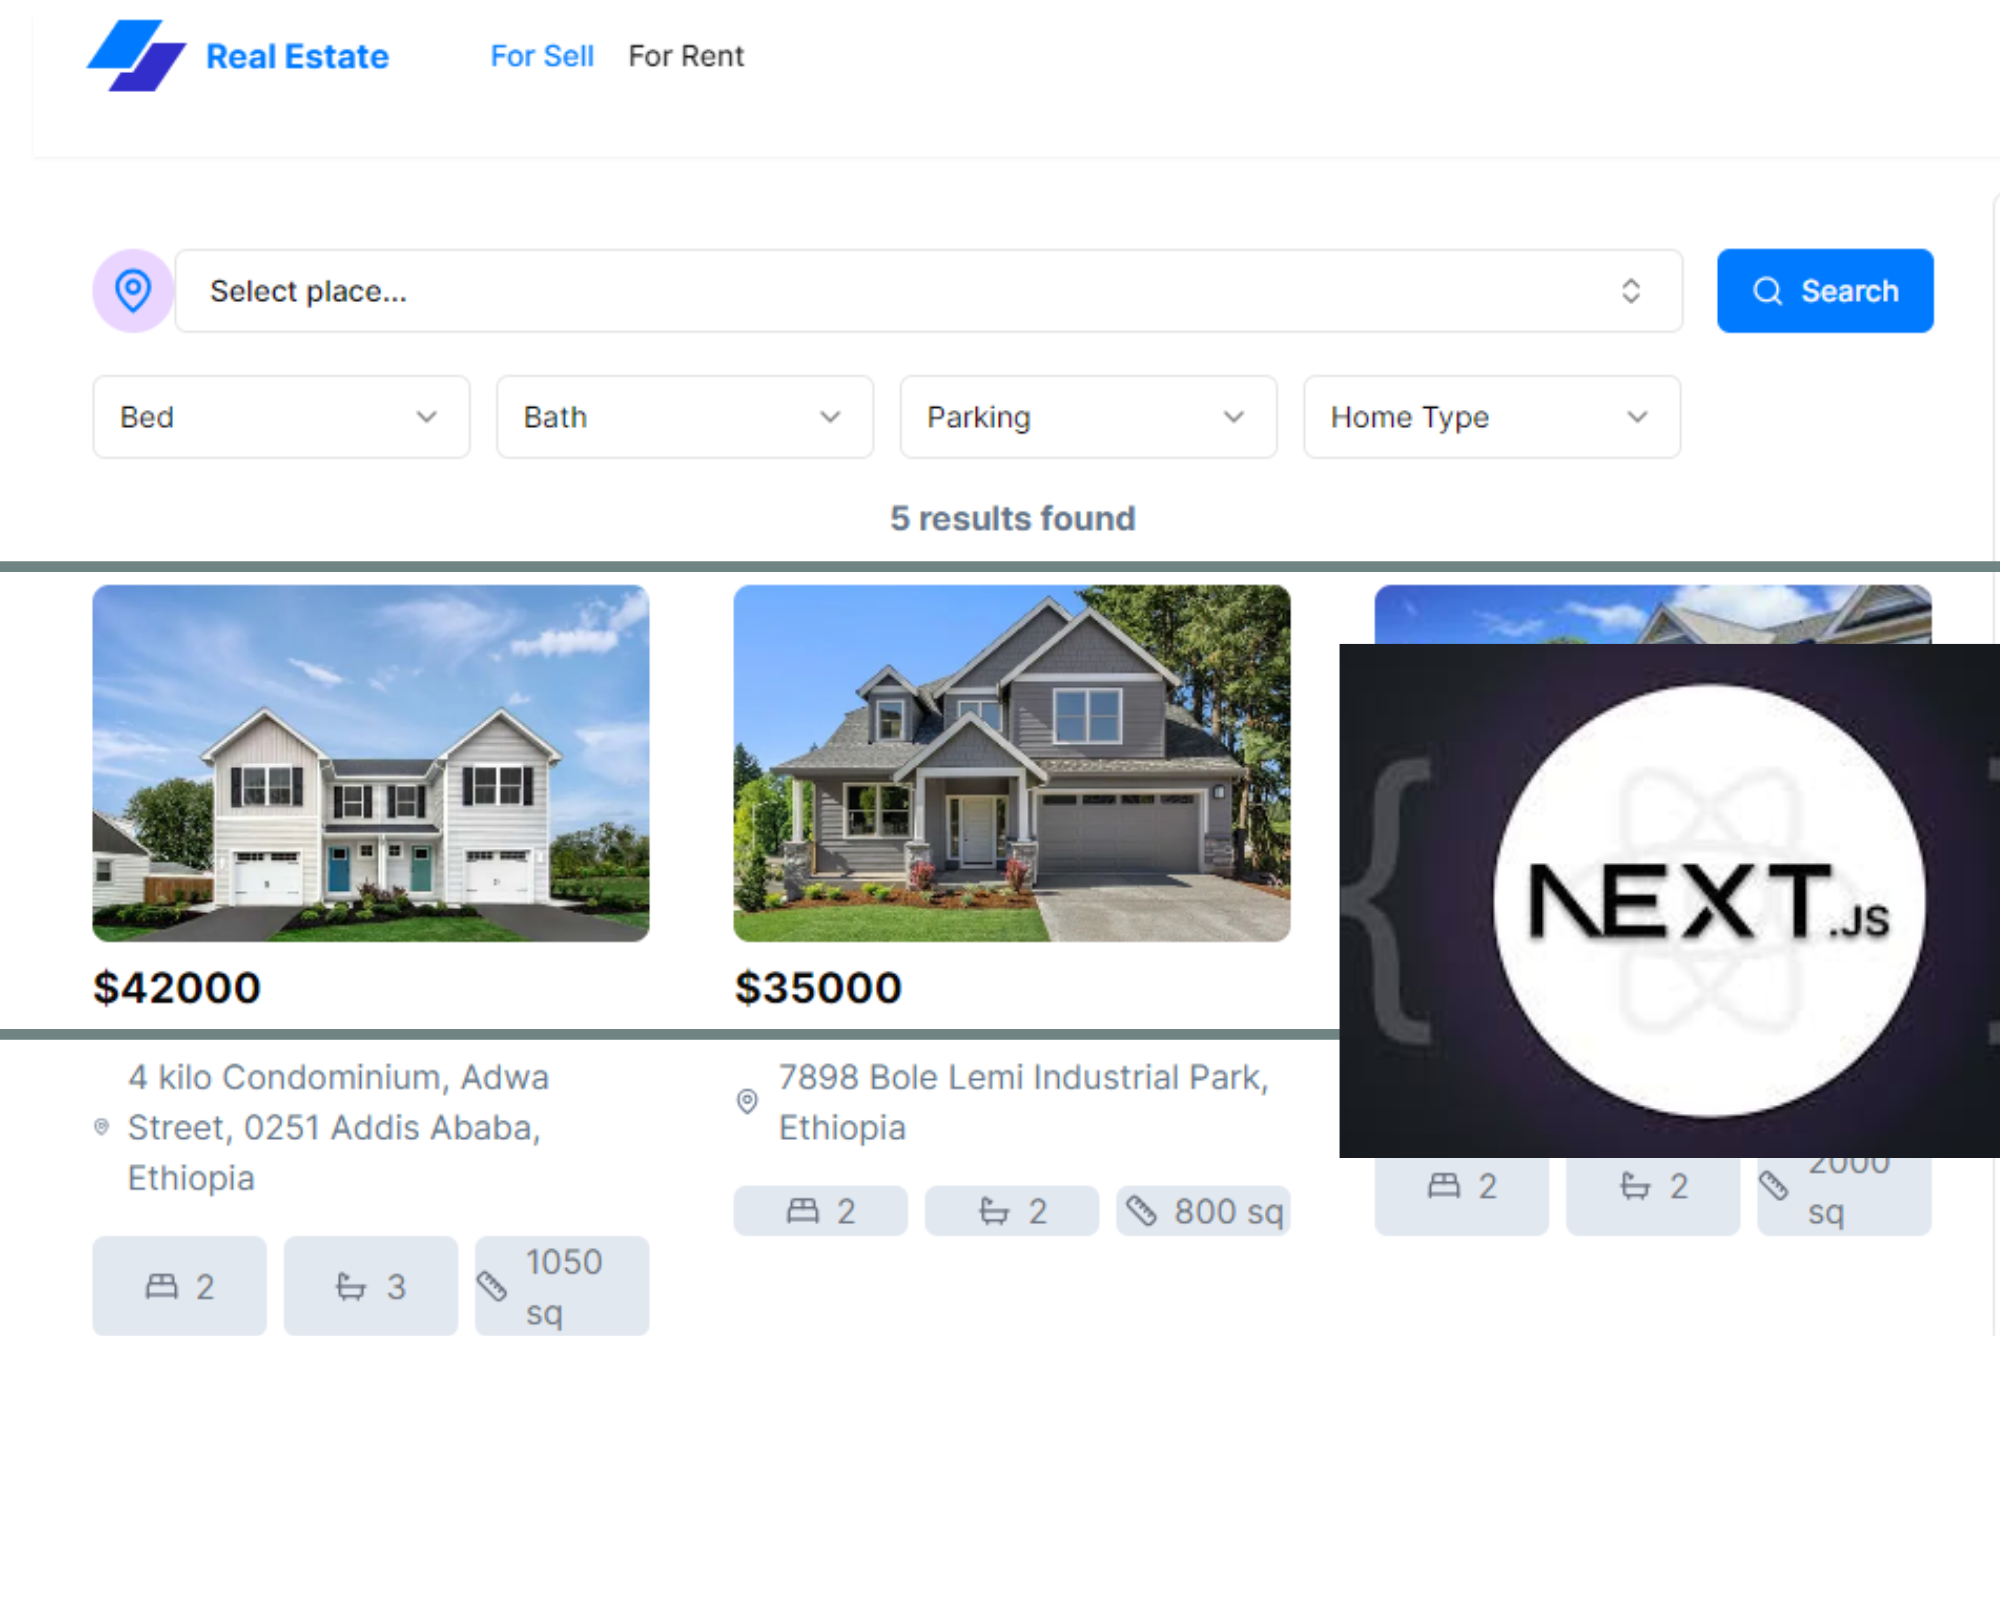 Real Estate
For Sell
For Rent
Select place...
Search
Bed
Bath
Parking
Home Type
5 results found
$42000
4 kilo Condominium, Adwa
Street, 0251 Addis Ababa,
Ethiopia
2
3
1050
sq
$35000
7898 Bole Lemi Industrial Park,
Ethiopia
2
2
800 sq
NEXT.JS
2
2
2000
sq